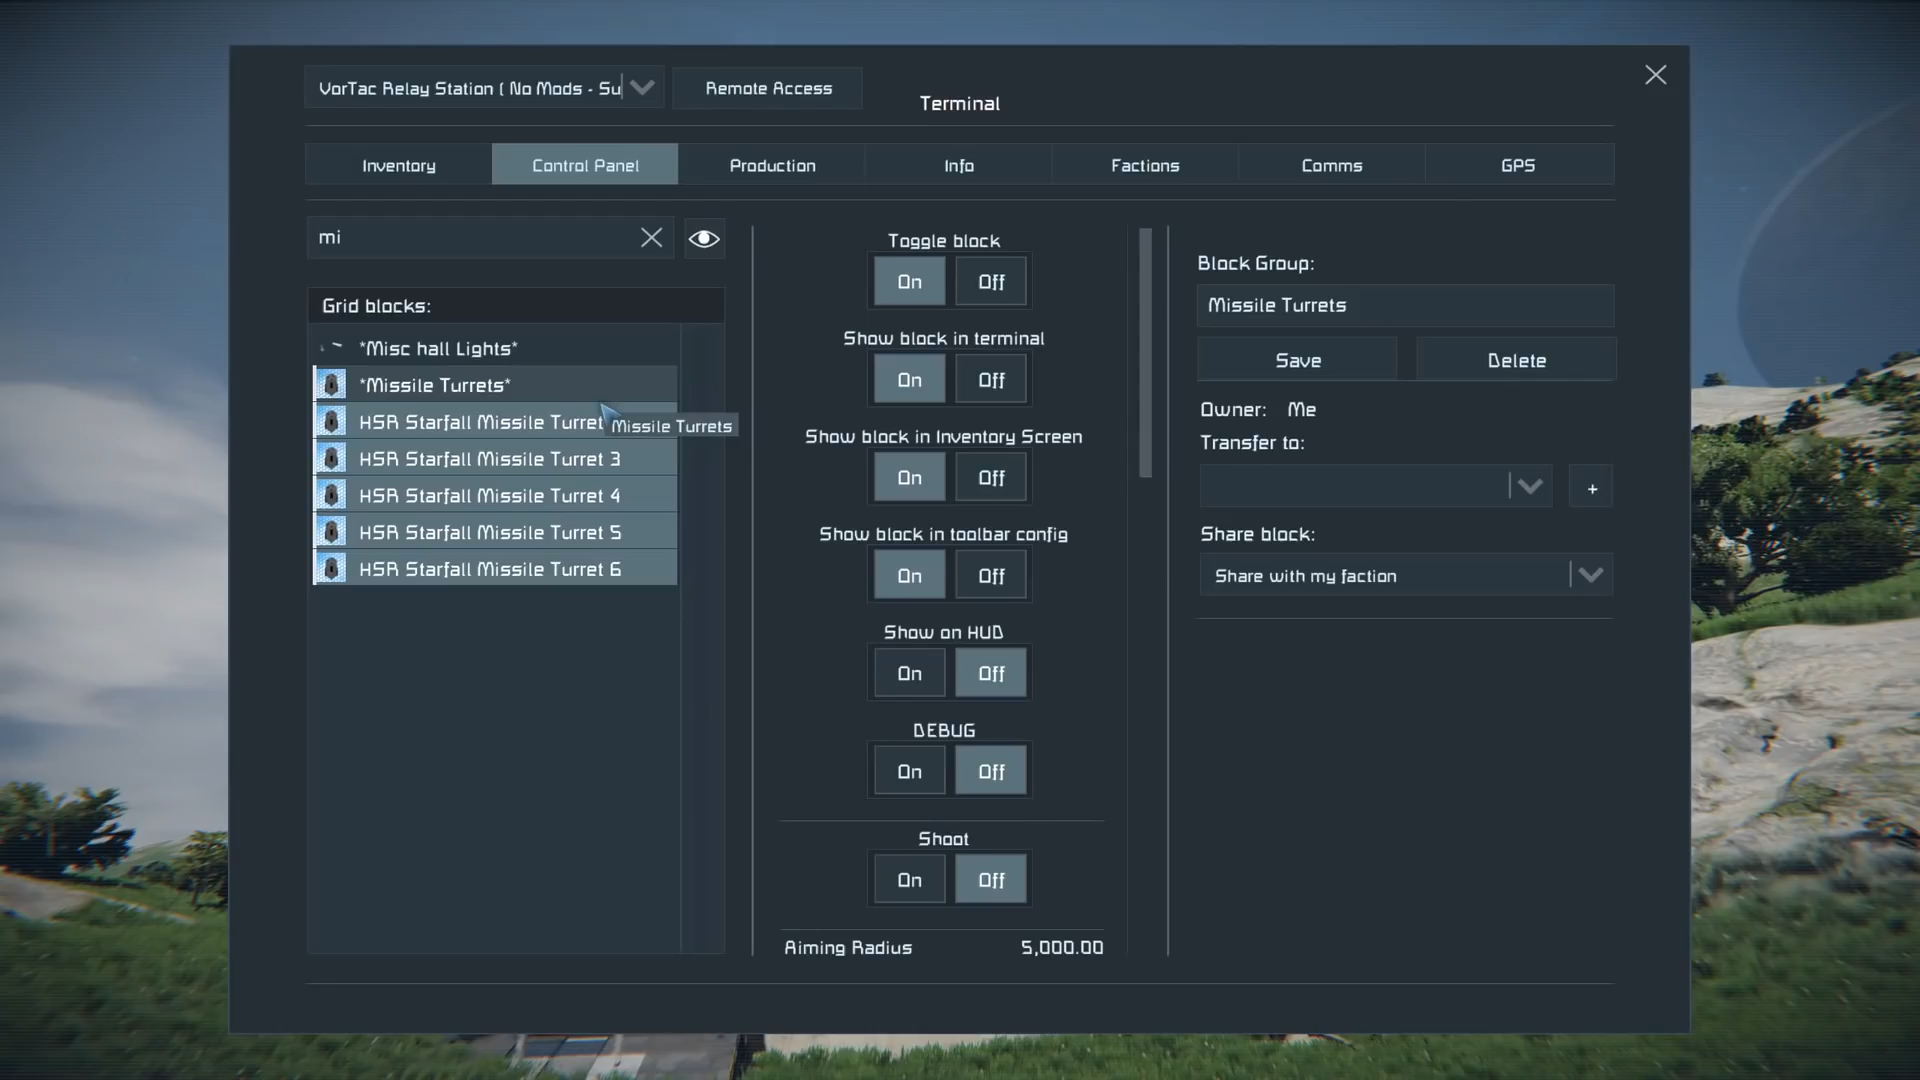 VorTac Relay Station ( No Mods - Su
Remote Access
Terminal
Inventory
Control Panel
Production
Info
Factions
Comms
GPS
mi
Grid blocks:
*Misc hall Lights*
*Missile Turrets*
HSR Starfall Missile Turret
Missile Turrets
HSR Starfall Missile Turret 3
HSR Starfall Missile Turret 4
HSR Starfall Missile Turret 5
HSR Starfall Missile Turret 6
Toggle block
On Off
Show block in terminal
On Off
Show block in Inventory Screen
On Off
Show block in toolbar config
On Off
Show on HUD
On Off
DEBUG
On Off
Shoot
On Off
Aiming Radius 5,000.00
Block Group:
Missile Turrets
Save Delete
Owner: Me
Transfer to:
+
Share block:
Share with my faction